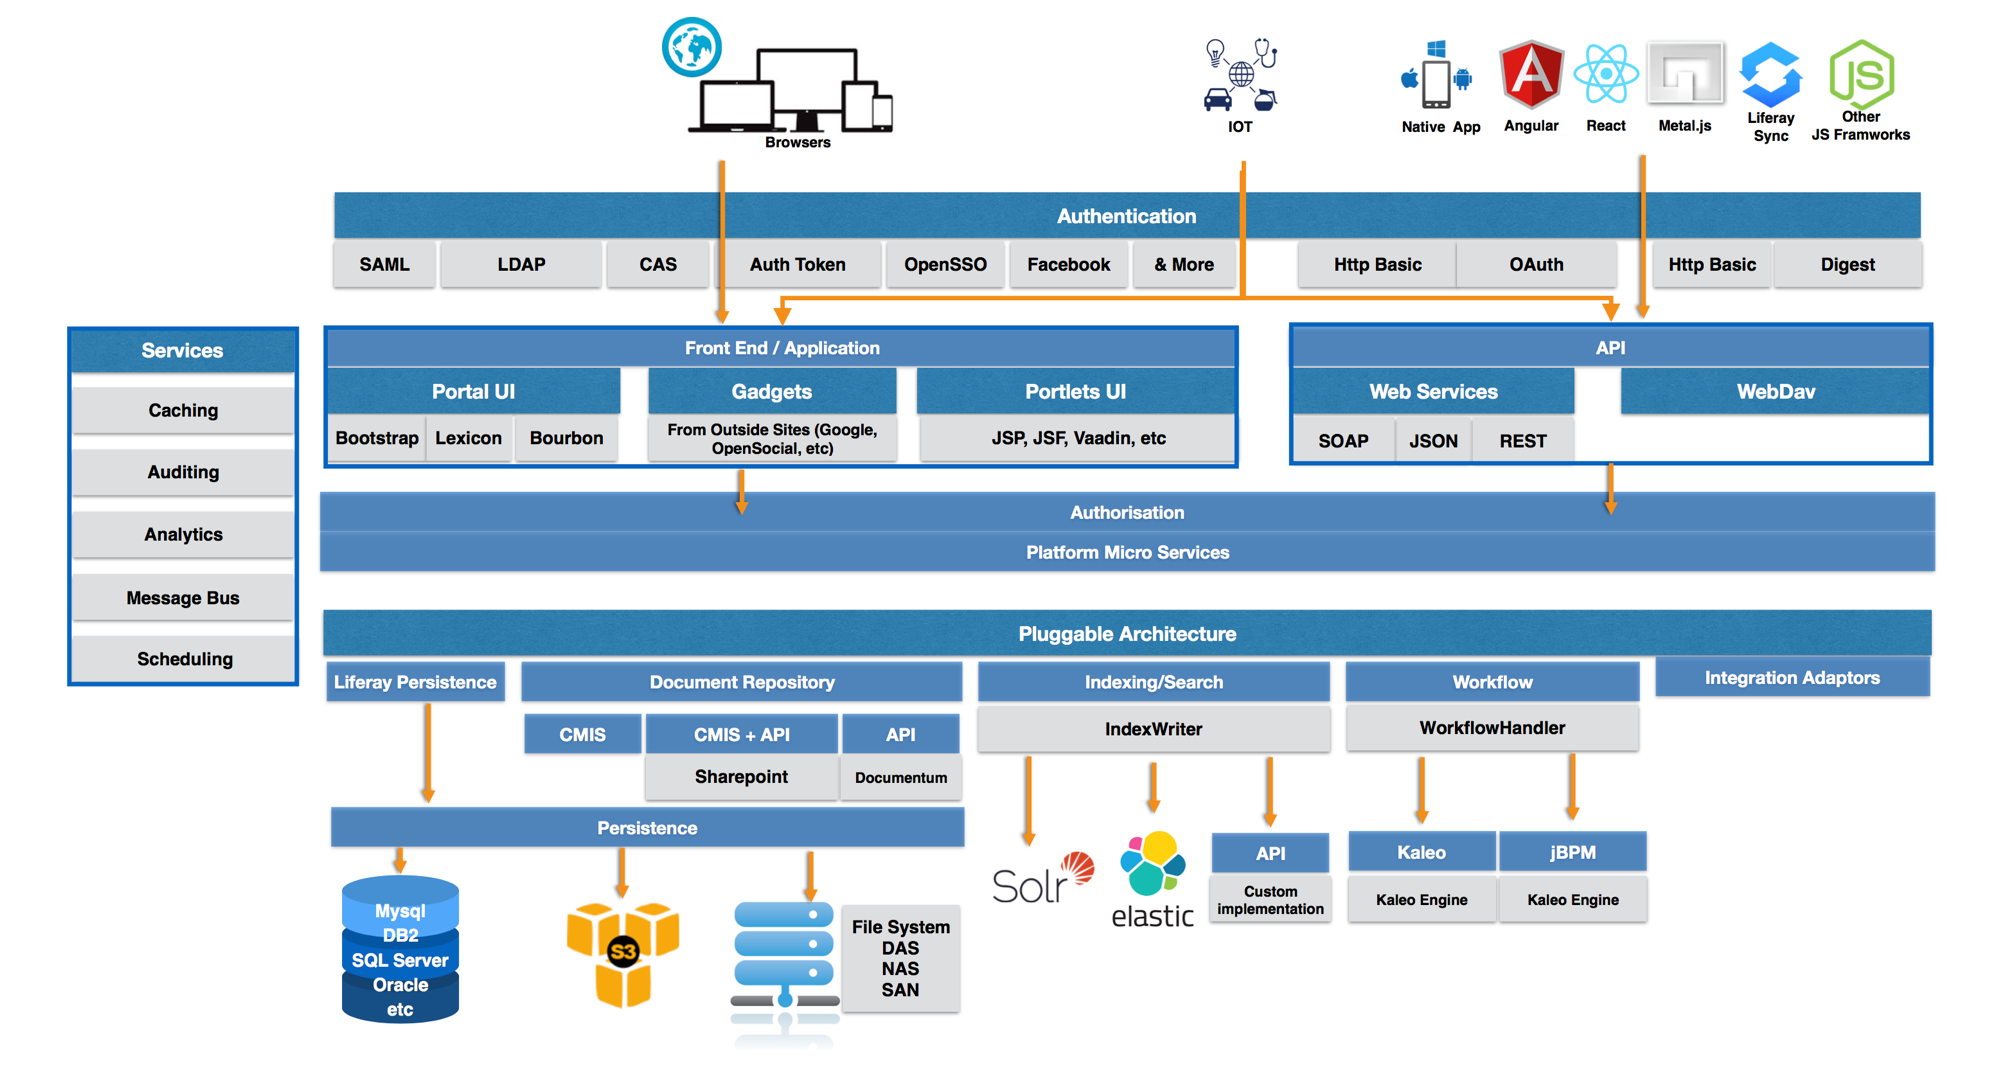 Browsers
IOT
Native App
Angular
React
Metal.js
Liferay
Sync
JS
Other
JS Framworks
Authentication
SAML
LDAP
CAS
Auth Token
OpenSSO
Facebook
& More
Http Basic
OAuth
Http Basic
Digest
Services
Caching
Auditing
Analytics
Message Bus
Scheduling
Front End / Application
Portal UI
Bootstrap
Lexicon
Bourbon
Gadgets
From Outside Sites (Google,
OpenSocial, etc)
Portlets UI
JSP, JSF, Vaadin, etc
API
Web Services
SOAP
JSON
REST
WebDav
Authorisation
Platform Micro Services
Pluggable Architecture
Liferay Persistence
Document Repository
CMIS
CMIS + API
API
Sharepoint
Documentum
Indexing/Search
IndexWriter
Workflow
WorkflowHandler
Integration Adaptors
Persistence
Mysql
DB2
SQL Server
Oracle
etc
S3
File System
DAS
NAS
SAN
Solr
elastic
API
Custom
implementation
Kaleo
Kaleo Engine
jBPM
Kaleo Engine